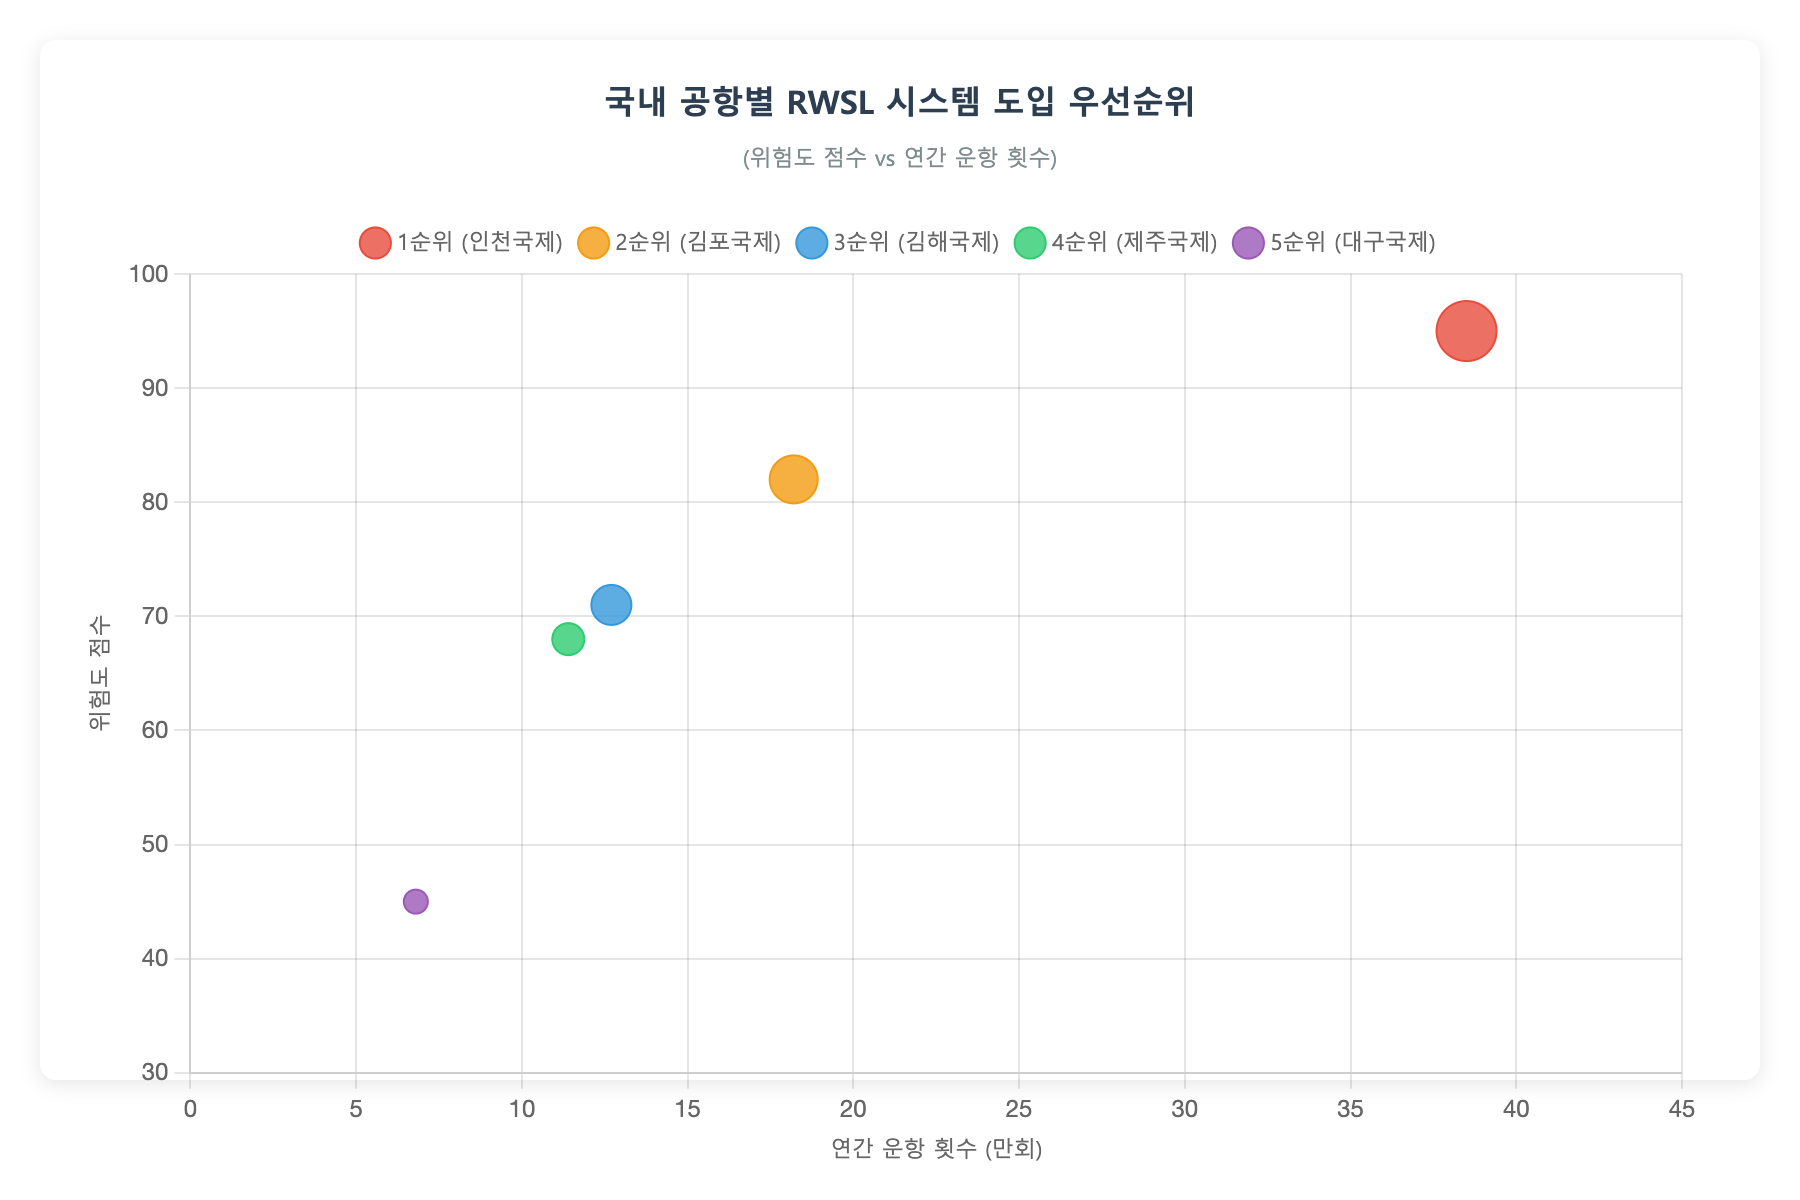 국내 공항별 RWSL 시스템 도입 우선순위
(위험도 점수 vs 연간 운항 횟수)
1순위 (인천국제) 2순위 (김포국제) 3순위 (김해국제) 4순위 (제주국제) 5순위 (대구국제)
100
90
80
70
60
50
40
30
위험도 점수
0 5 10 15 20 25 30 35 40 45
연간 운항 횟수 (만회)